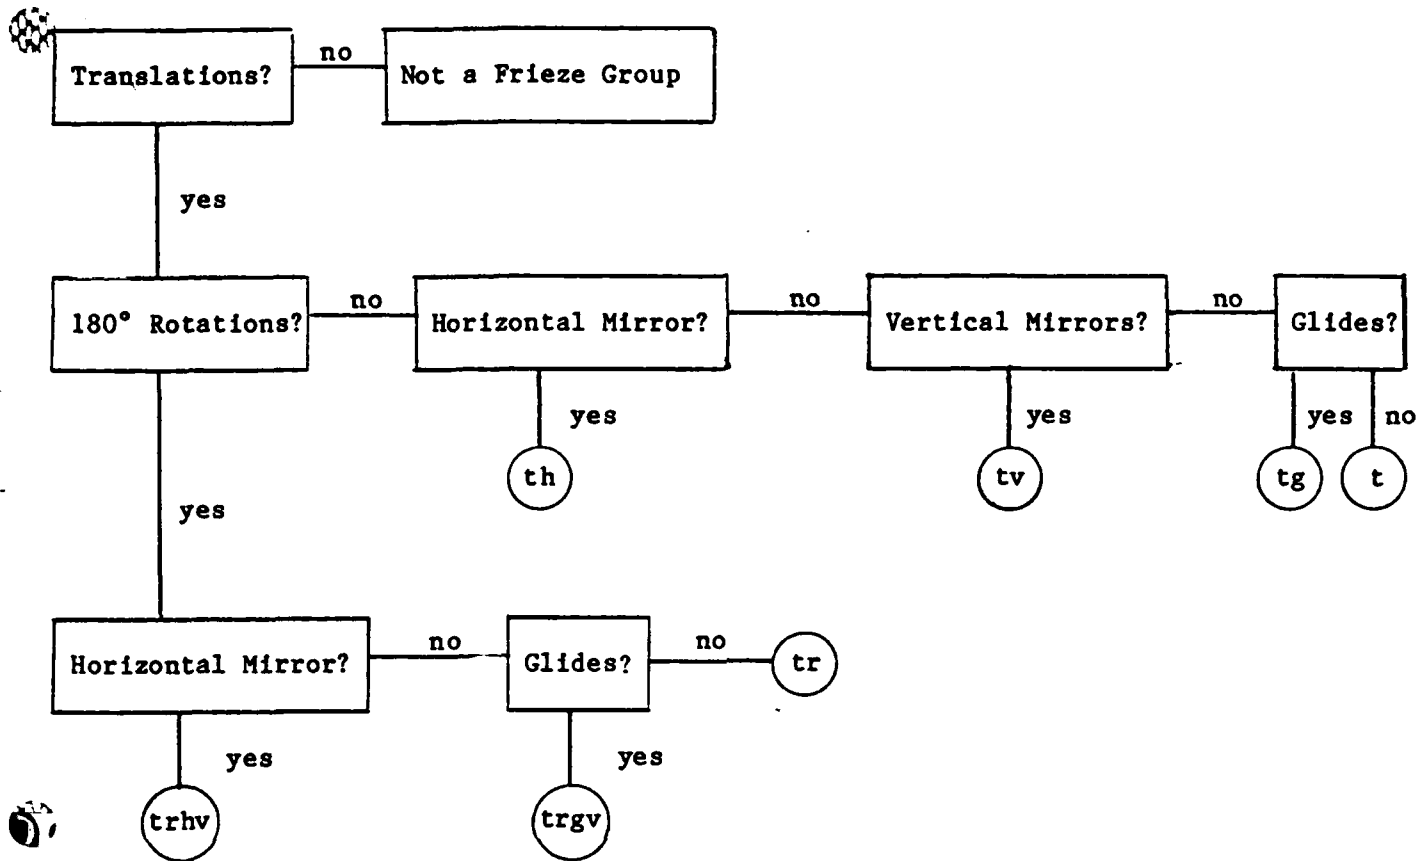 no
Translations? Not a Frieze Group
yes
180° Rotations? no Horizontal Mirror? no Vertical Mirrors? no Glides?
yes yes yes no
th tv tg t
yes
Horizontal Mirror? no Glides? no tr
yes yes
trhv trgv